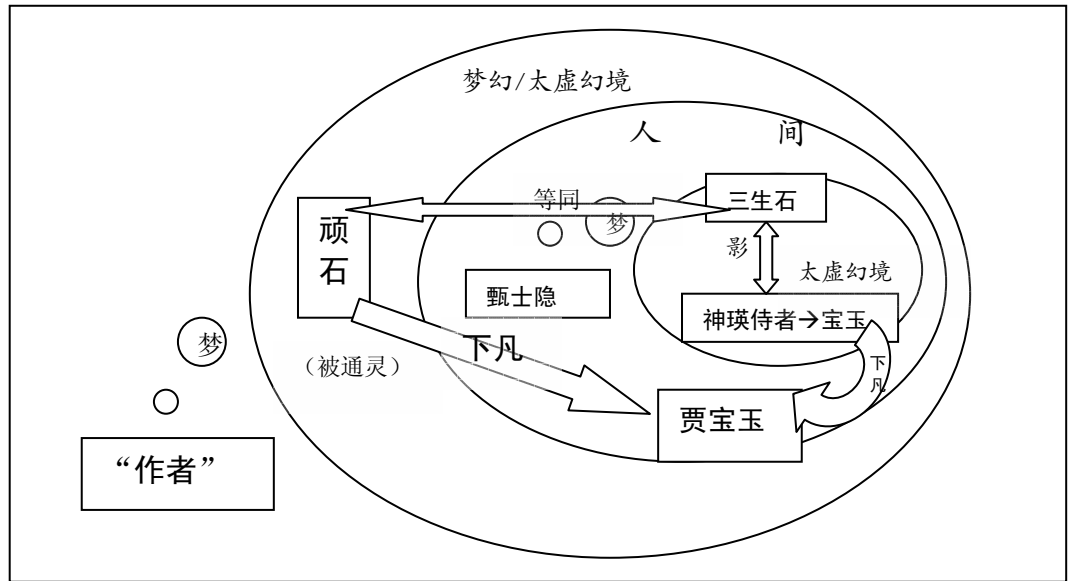 梦幻/太虚幻境
人 间
等同
三生石
梦
顽
石
影
太虚幻境
甄士隐
神瑛侍者→宝玉
梦
下凡
（被通灵）
下
凡
贾宝玉
“作者”